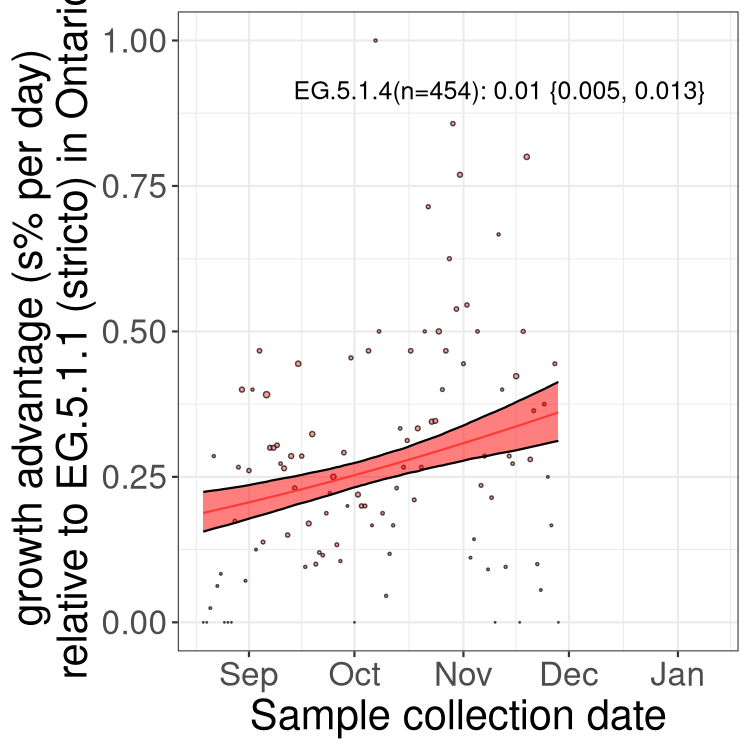 growth advantage (s% per day)
relative to EG.5.1.1 (stricto) in Ontario
1.00
0.75
0.50
0.25
0.00
EG.5.1.4(n=454): 0.01 {0.005, 0.013}
Sep Oct Nov Dec Jan
Sample collection date